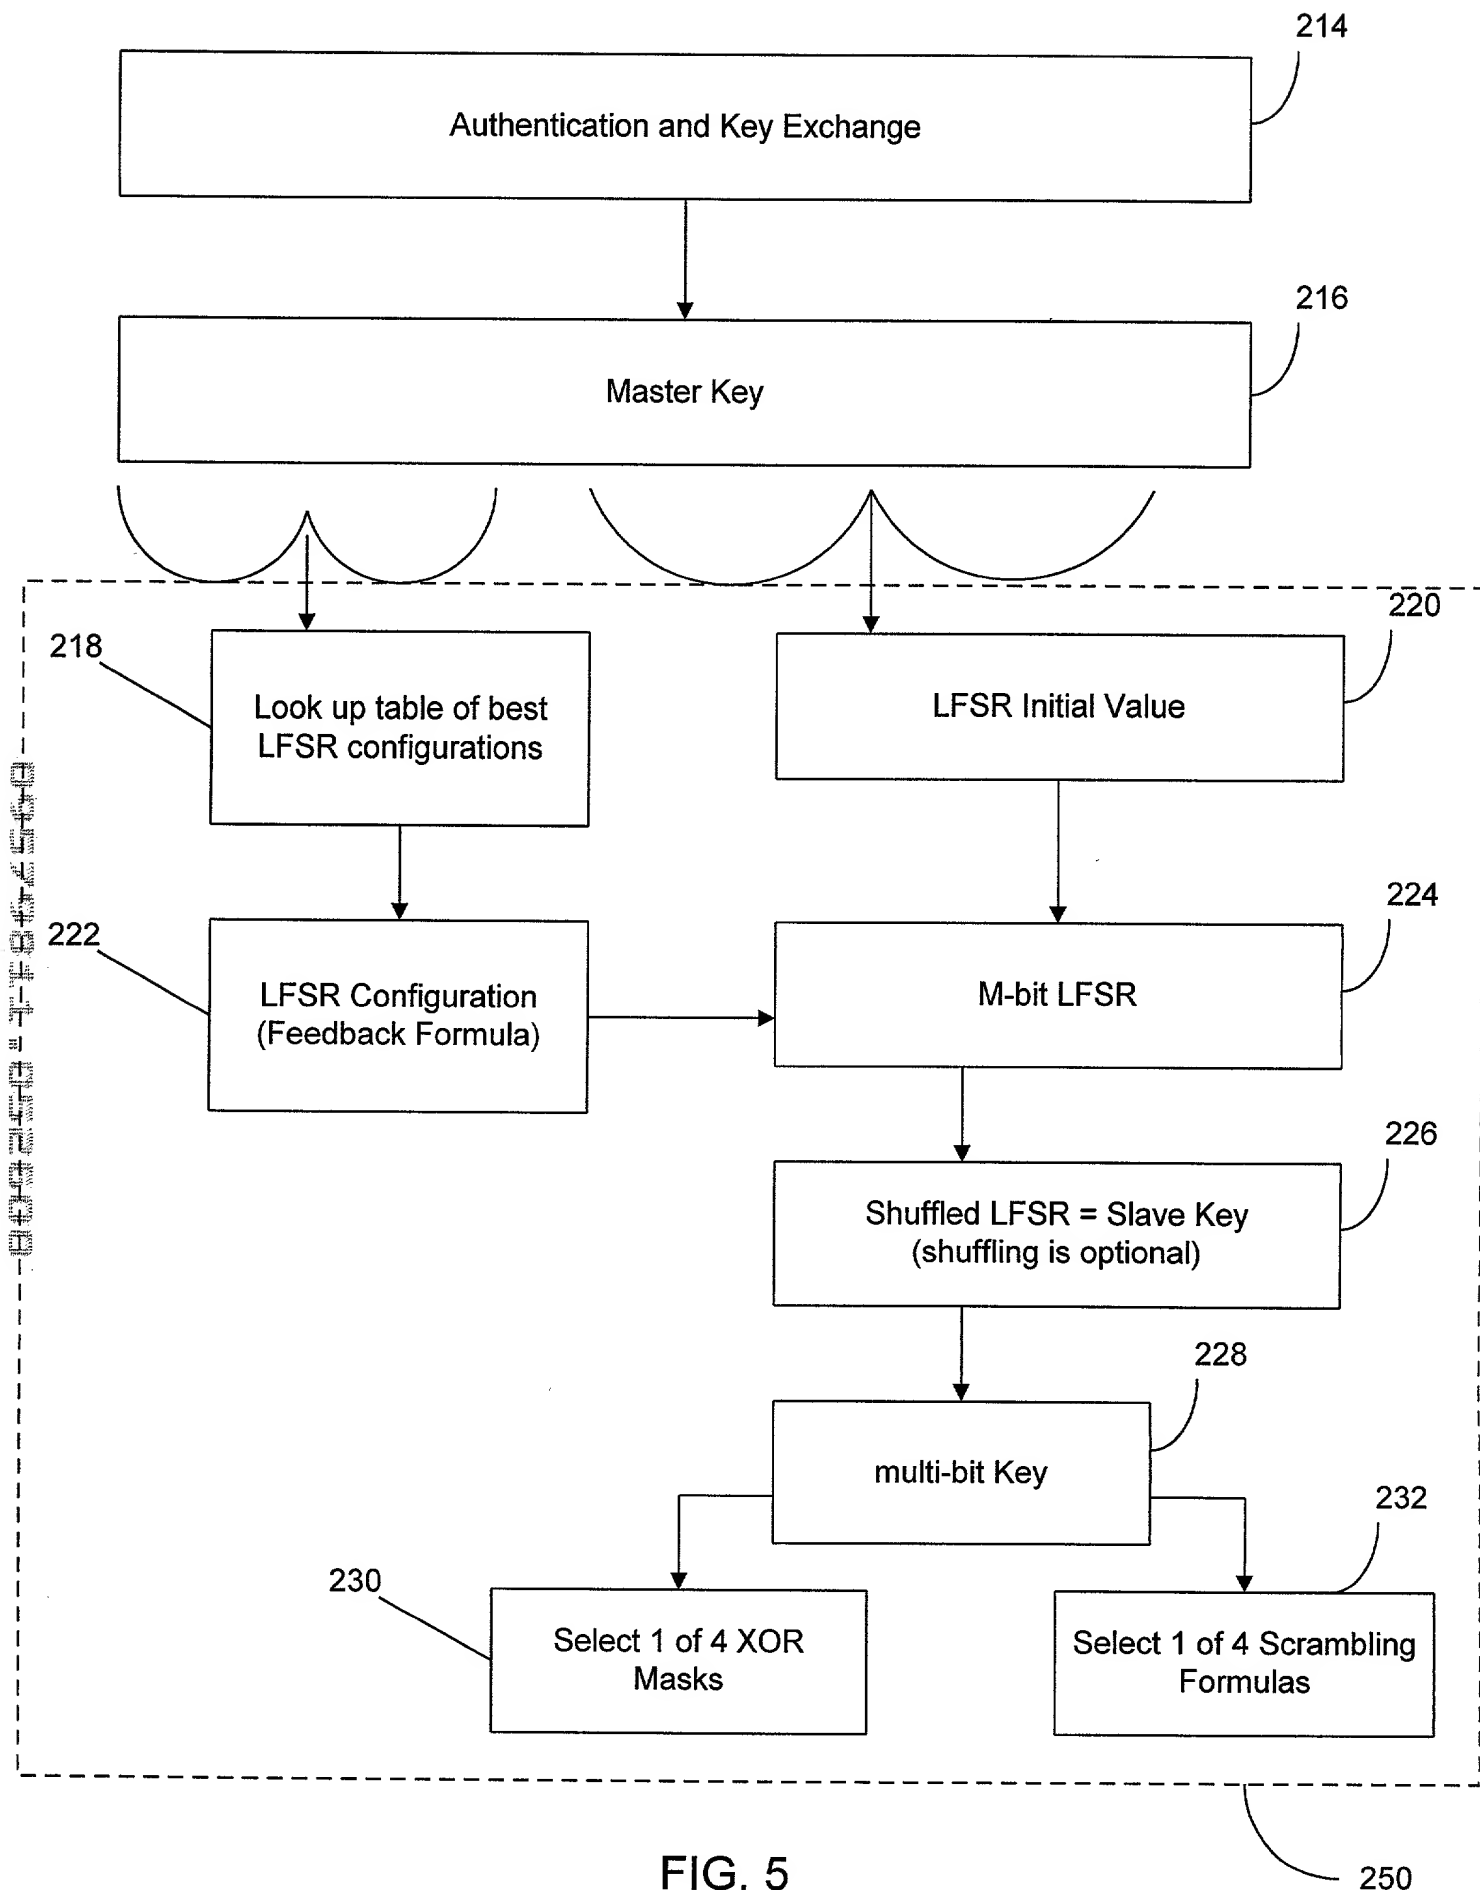 214
Authentication and Key Exchange
216
Master Key
220
218
Look up table of best
LFSR configurations
LFSR Initial Value
224
222
LFSR Configuration
(Feedback Formula)
M-bit LFSR
226
Shuffled LFSR = Slave Key
(shuffling is optional)
228
multi-bit Key
232
230
Select 1 of 4 XOR
Masks
Select 1 of 4 Scrambling
Formulas
FIG. 5
250